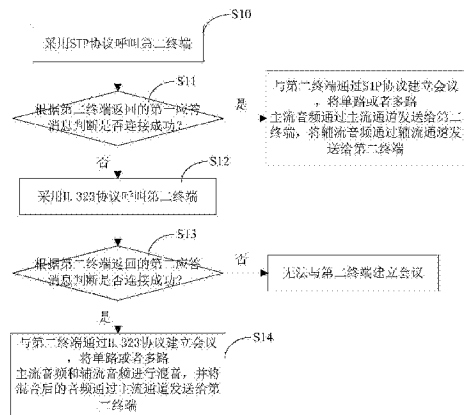 S10
采用SIP协议呼叫第二终端
S11
根据第二终端返回的第一应答
消息判断是否连接成功?
是
与第二终端通过SIP协议建立会议
，将单路或者多路
主流音频通过主流通道发送给第二
终端，将辅流音频通过辅流通道发
送给第二终端
否
S12
采用H.323协议呼叫第二终端
S13
根据第二终端返回的第二应答
消息判断是否连接成功?
否
无法与第二终端建立会议
是
S14
与第二终端通过H.323协议建立会议
，将单路或者多路
主流音频和辅流音频进行混音，并将
混音后的音频通过主流通道发送给第
二终端